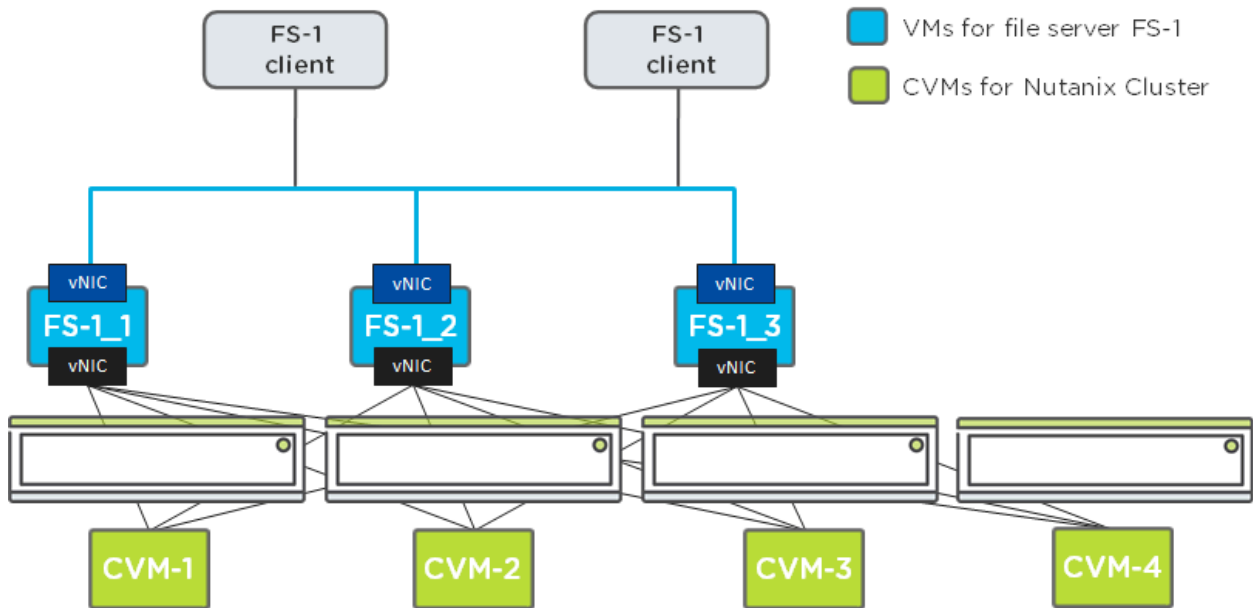 FS-1
client
FS-1
client
VMs for file server FS-1
CVMs for Nutanix Cluster
vNIC
vNIC
vNIC
FS-1_1
FS-1_2
FS-1_3
vNIC
vNIC
vNIC
CVM-1
CVM-2
CVM-3
CVM-4